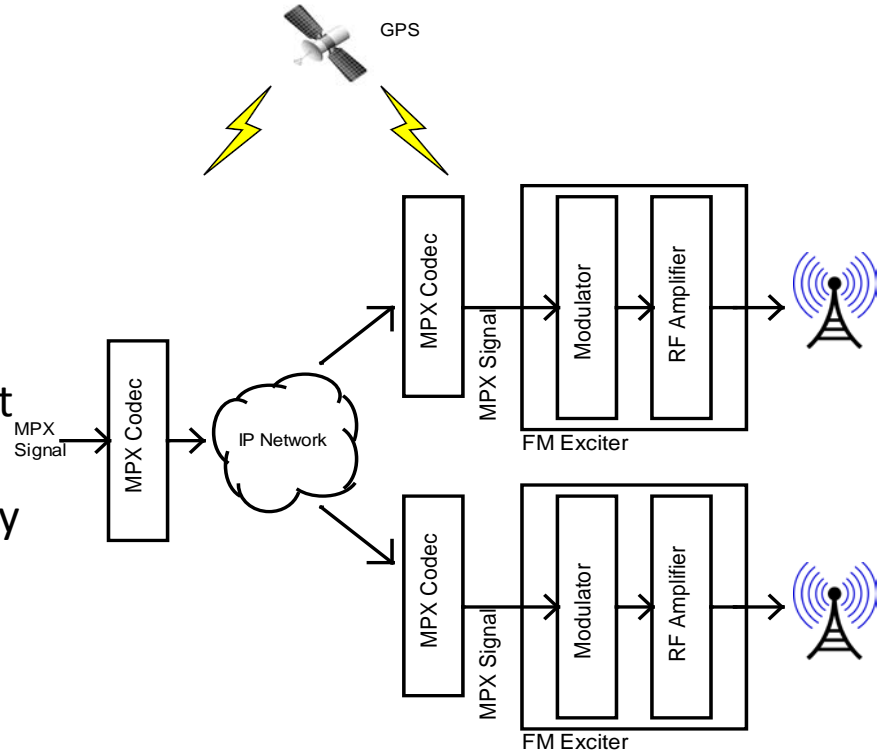 GPS
MPX Codec
MPX Signal
Modulator
RF Amplifier
FM Exciter
t
MPX
Signal
MPX Codec
IP Network
y
MPX Codec
MPX Signal
Modulator
RF Amplifier
FM Exciter